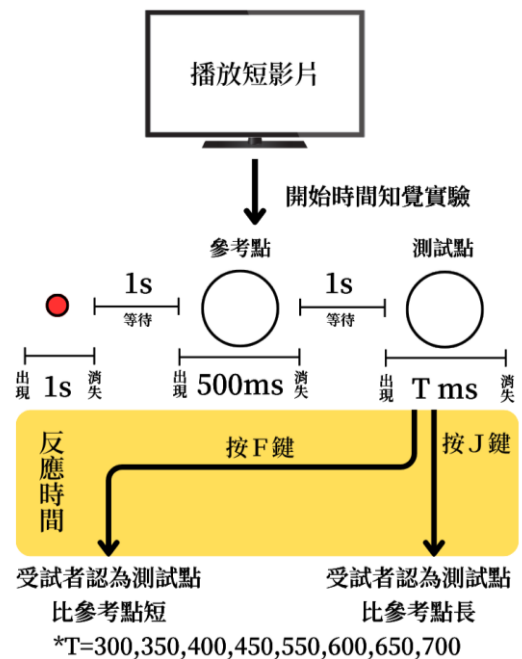 播放短影片
開始時間知覺實驗
參考點
測試點
1s
等待
1s
等待
出現
1s
消失
出現
500ms
消失
出現
T ms
消失
反應時間
按F鍵
按J鍵
受試者認為測試點
比參考點短
受試者認為測試點
比參考點長
*T=300,350,400,450,550,600,650,700